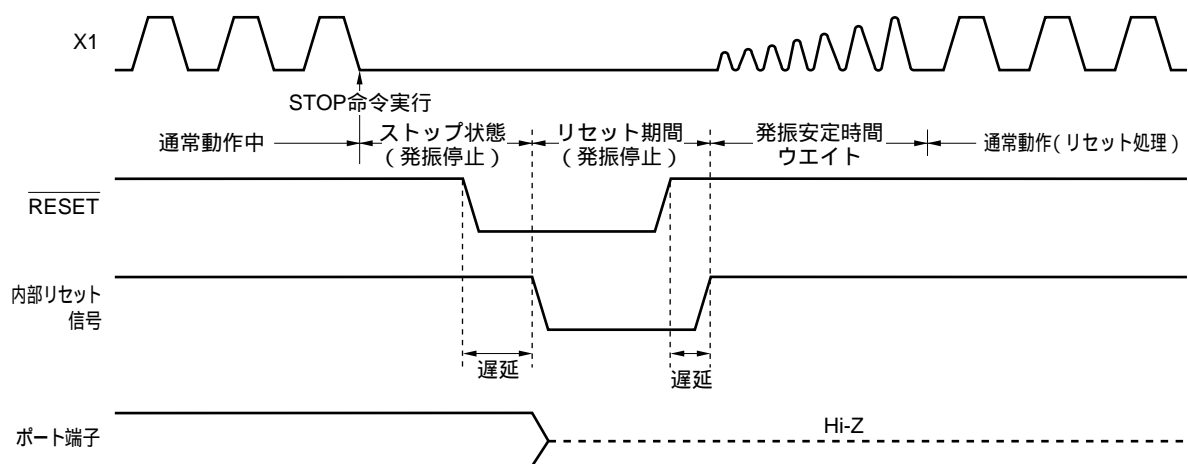 X1
STOP命令実行
通常動作中
ストップ状態
(発振停止)
リセット期間
(発振停止)
発振安定時間
ウエイト
通常動作(リセット処理)
RESET
内部リセット
信号
遅延
遅延
ポート端子
Hi-Z